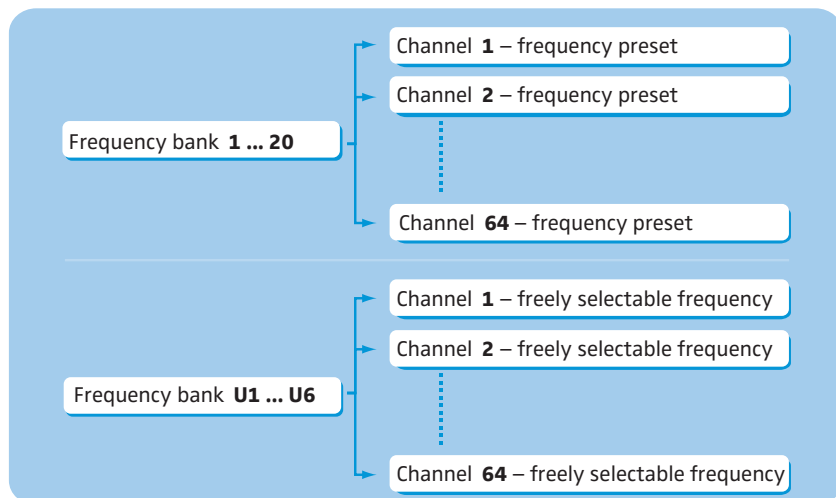 Channel 1 – frequency preset
Channel 2 – frequency preset
Frequency bank 1 ... 20
Channel 64 – frequency preset
Channel 1 – freely selectable frequency
Channel 2 – freely selectable frequency
Frequency bank U1 ... U6
Channel 64 – freely selectable frequency